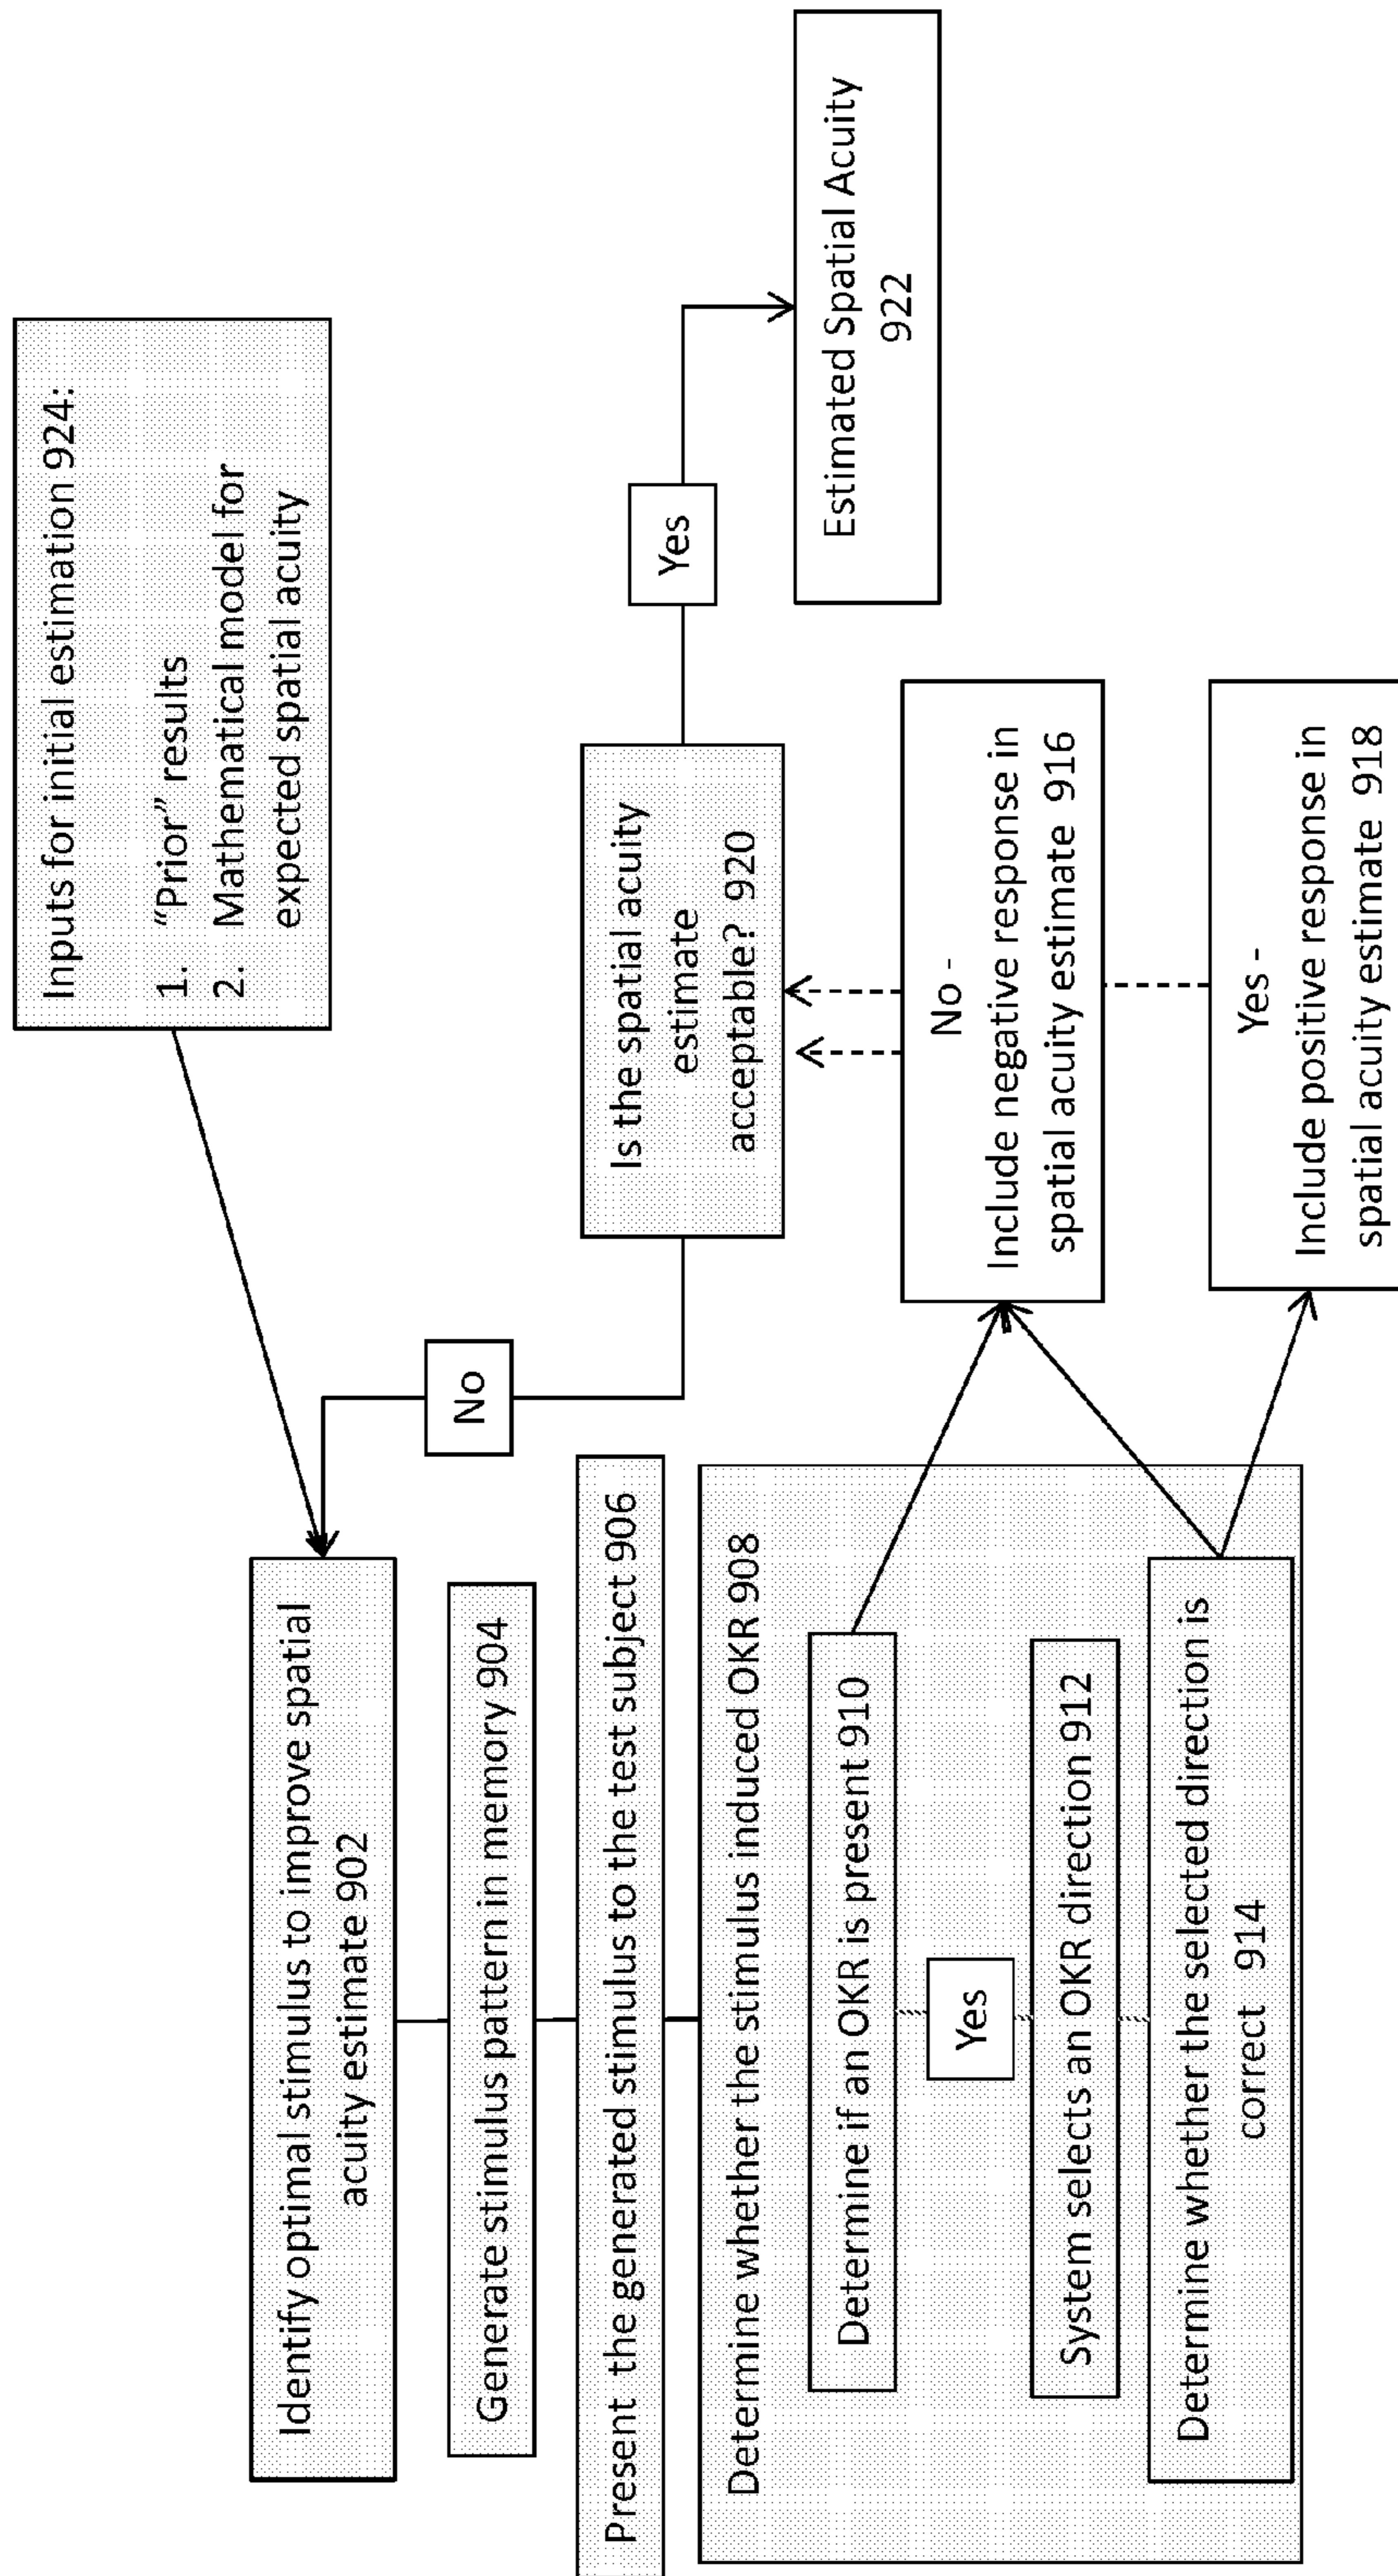 Inputs for initial estimation 924:
1. "Prior" results
2. Mathematical model for
expected spatial acuity
Identify optimal stimulus to improve spatial
acuity estimate 902
No
Generate stimulus pattern in memory 904
Present the generated stimulus to the test subject 906
Is the spatial acuity
estimate
acceptable? 920
Yes
Estimated Spatial Acuity
922
Determine whether the stimulus induced OKR 908
Determine if an OKR is present 910
Yes
System selects an OKR direction 912
Determine whether the selected direction is
correct 914
No -
Include negative response in
spatial acuity estimate 916
Yes -
Include positive response in
spatial acuity estimate 918